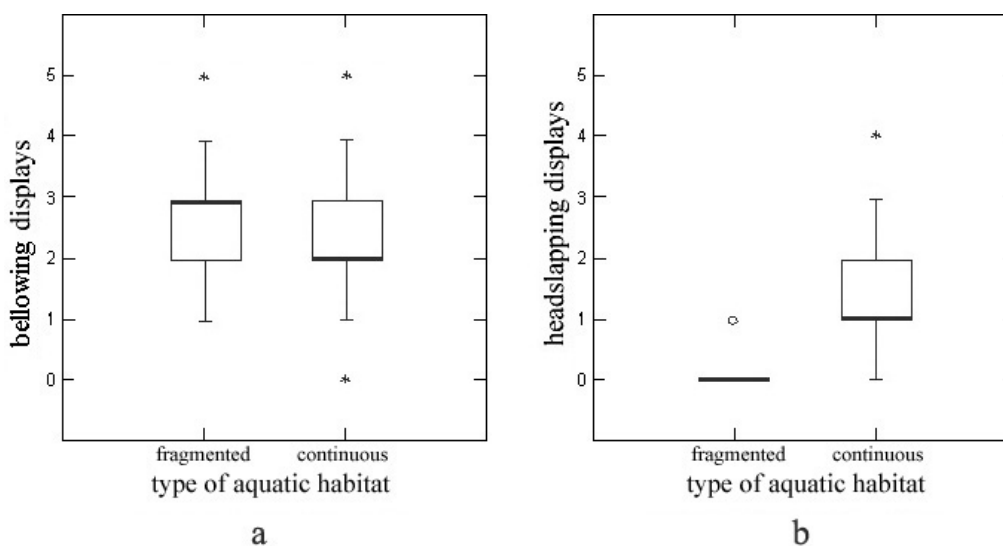 bellowing displays
5
4
3
2
1
0
fragmented
continuous
type of aquatic habitat
a
headslapping displays
5
4
3
2
1
0
fragmented
continuous
type of aquatic habitat
b